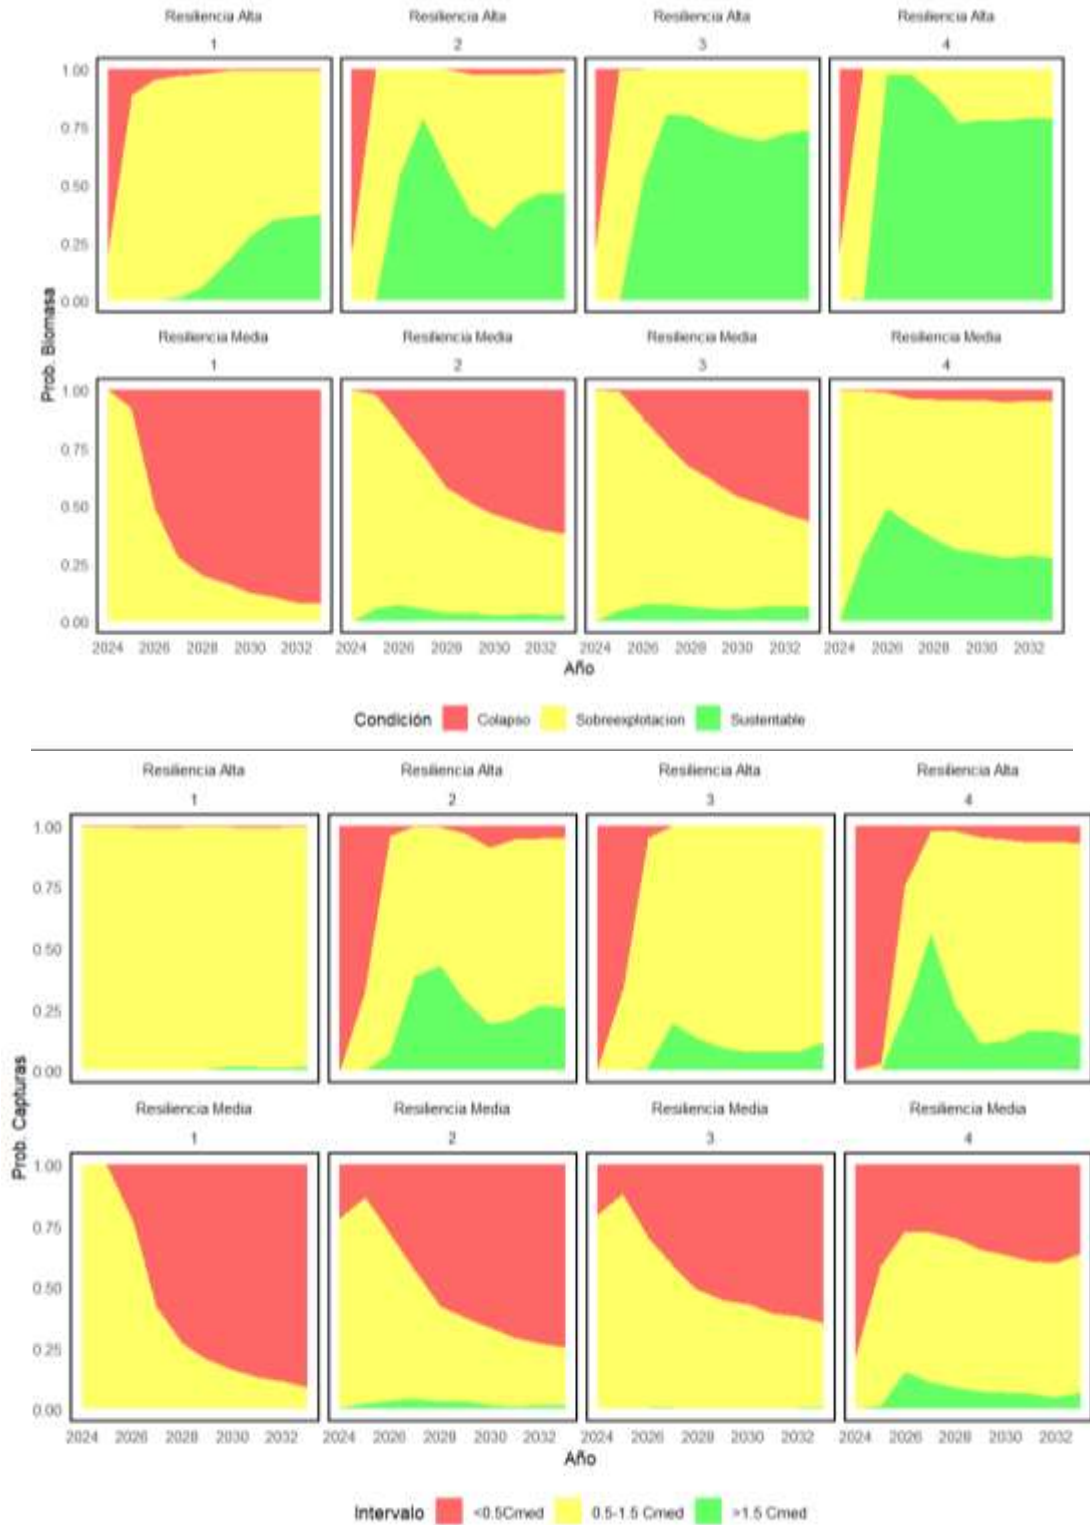 Resiliencia Alta Resiliencia Alta Resiliencia Alta Resiliencia Alta
1 2 3 4
1.00
0.75
0.50
0.25
0.00
Prob. Biomasa
Resiliencia Media Resiliencia Media Resiliencia Media Resiliencia Media
1 2 3 4
1.00
0.75
0.50
0.25
0.00
2024 2026 2028 2030 2032 2024 2026 2028 2030 2032 2024 2026 2028 2030 2032 2024 2026 2028 2030 2032
Año
Condición Colapso Sobreexplotacion Sustentable
Resiliencia Alta Resiliencia Alta Resiliencia Alta Resiliencia Alta
1 2 3 4
1.00
0.75
0.50
0.25
0.00
Prob. Capturas
Resiliencia Media Resiliencia Media Resiliencia Media Resiliencia Media
1 2 3 4
1.00
0.75
0.50
0.25
0.00
2024 2026 2028 2030 2032 2024 2026 2028 2030 2032 2024 2026 2028 2030 2032 2024 2026 2028 2030 2032
Año
Intervalo <0.5Cmed 0.5-1.5 Cmed >1.5 Cmed